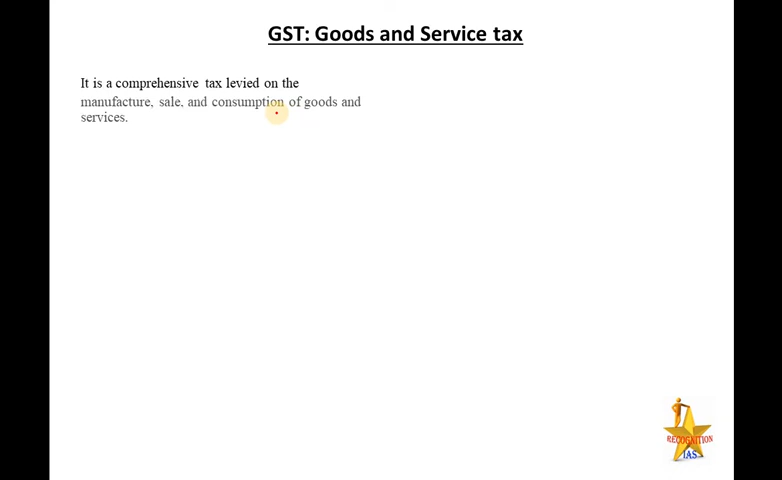 GST: Goods and Service tax
It is a comprehensive tax levied on the
manufacture, sale, and consumption of goods and
services.
RECOGNITION
IAS